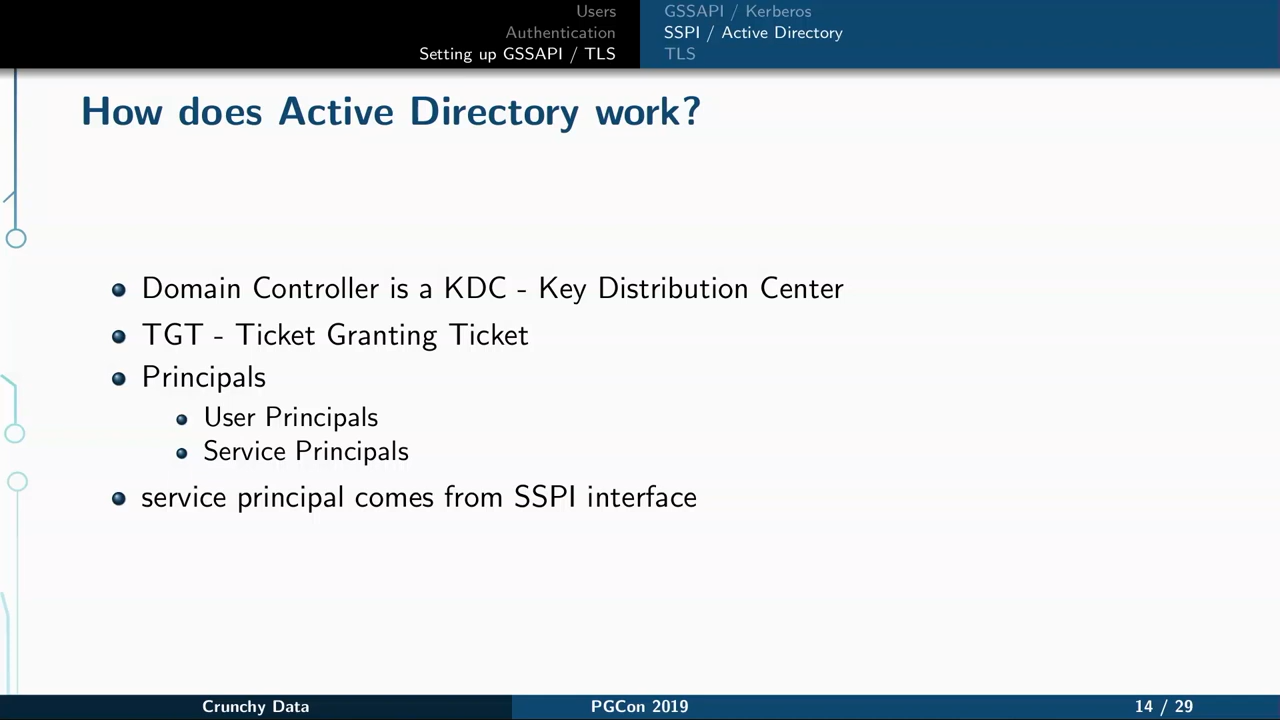 Users
Authentication
Setting up GSSAPI / TLS
GSSAPI / Kerberos
SSPI / Active Directory
TLS
How does Active Directory work?
Domain Controller is a KDC - Key Distribution Center
TGT - Ticket Granting Ticket
Principals
User Principals
Service Principals
service principal comes from SSPI interface
Crunchy Data
PGCon 2019
14 / 29